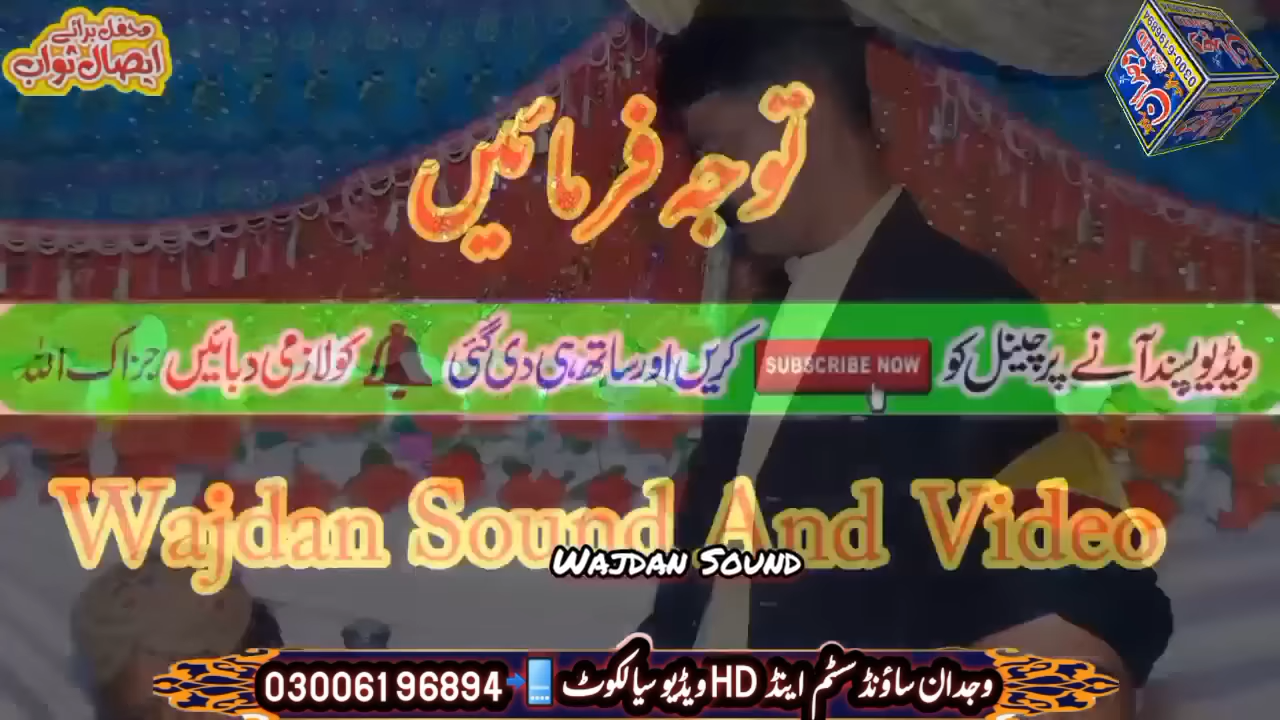 محفل برائے
ایصال ثواب
0300-6196894
توجہ فرمائیں
ویڈیو پسند آنے پر چینل کو SUBSCRIBE NOW کریں اور ساتھ ہی دی گئی کو لازمی دبائیں جزاک اللہ
Wajdan Sound And Video
Wajdan Sound
وجدان ساؤنڈ سسٹم اینڈ HD ویڈیو سیالکوٹ 03006196894